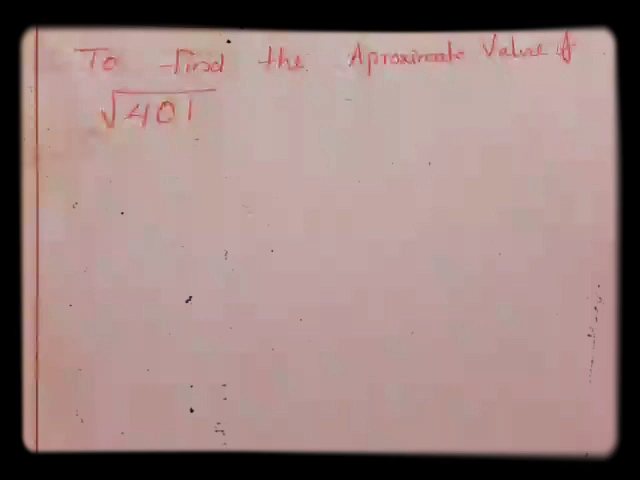 To find the Aproximate Value of
√401